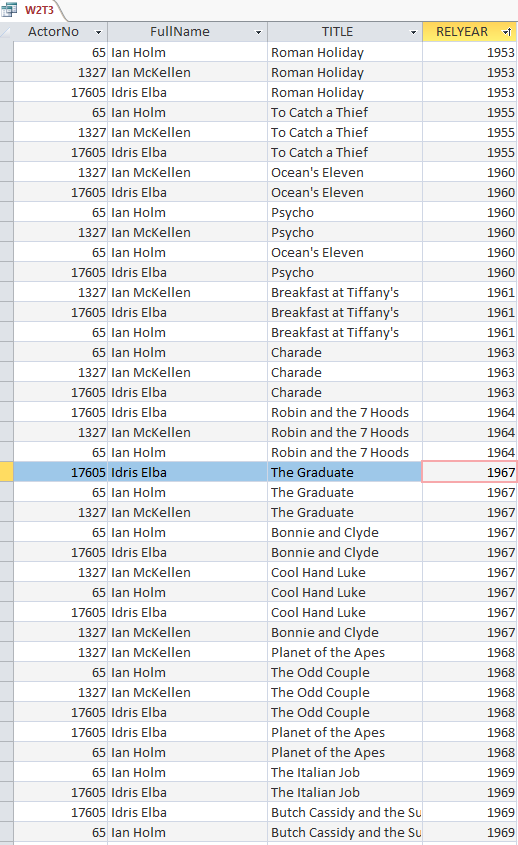 W2T3
ActorNo FullName TITLE RELYEAR
65 Ian Holm Roman Holiday 1953
1327 Ian McKellen Roman Holiday 1953
17605 Idris Elba Roman Holiday 1953
65 Ian Holm To Catch a Thief 1955
1327 Ian McKellen To Catch a Thief 1955
17605 Idris Elba To Catch a Thief 1955
1327 Ian McKellen Ocean's Eleven 1960
17605 Idris Elba Ocean's Eleven 1960
65 Ian Holm Psycho 1960
1327 Ian McKellen Psycho 1960
65 Ian Holm Ocean's Eleven 1960
17605 Idris Elba Psycho 1960
1327 Ian McKellen Breakfast at Tiffany's 1961
17605 Idris Elba Breakfast at Tiffany's 1961
65 Ian Holm Breakfast at Tiffany's 1961
65 Ian Holm Charade 1963
1327 Ian McKellen Charade 1963
17605 Idris Elba Charade 1963
17605 Idris Elba Robin and the 7 Hoods 1964
1327 Ian McKellen Robin and the 7 Hoods 1964
65 Ian Holm Robin and the 7 Hoods 1964
17605 Idris Elba The Graduate 1967
65 Ian Holm The Graduate 1967
1327 Ian McKellen The Graduate 1967
65 Ian Holm Bonnie and Clyde 1967
17605 Idris Elba Bonnie and Clyde 1967
1327 Ian McKellen Cool Hand Luke 1967
65 Ian Holm Cool Hand Luke 1967
17605 Idris Elba Cool Hand Luke 1967
1327 Ian McKellen Bonnie and Clyde 1967
1327 Ian McKellen Planet of the Apes 1968
65 Ian Holm The Odd Couple 1968
1327 Ian McKellen The Odd Couple 1968
17605 Idris Elba The Odd Couple 1968
17605 Idris Elba Planet of the Apes 1968
65 Ian Holm Planet of the Apes 1968
65 Ian Holm The Italian Job 1969
17605 Idris Elba The Italian Job 1969
17605 Idris Elba Butch Cassidy and the Su 1969
65 Ian Holm Butch Cassidy and the Su 1969